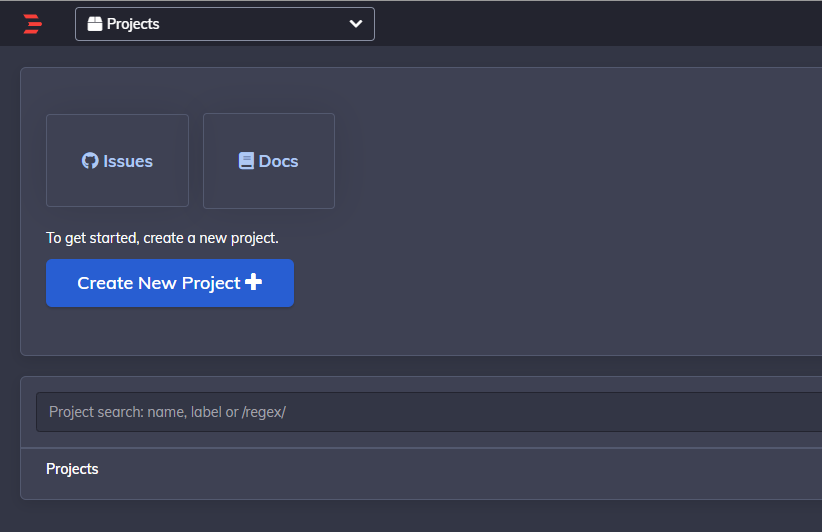 Projects
Issues
Docs
To get started, create a new project.
Create New Project
Project search: name, label or /regex/
Projects